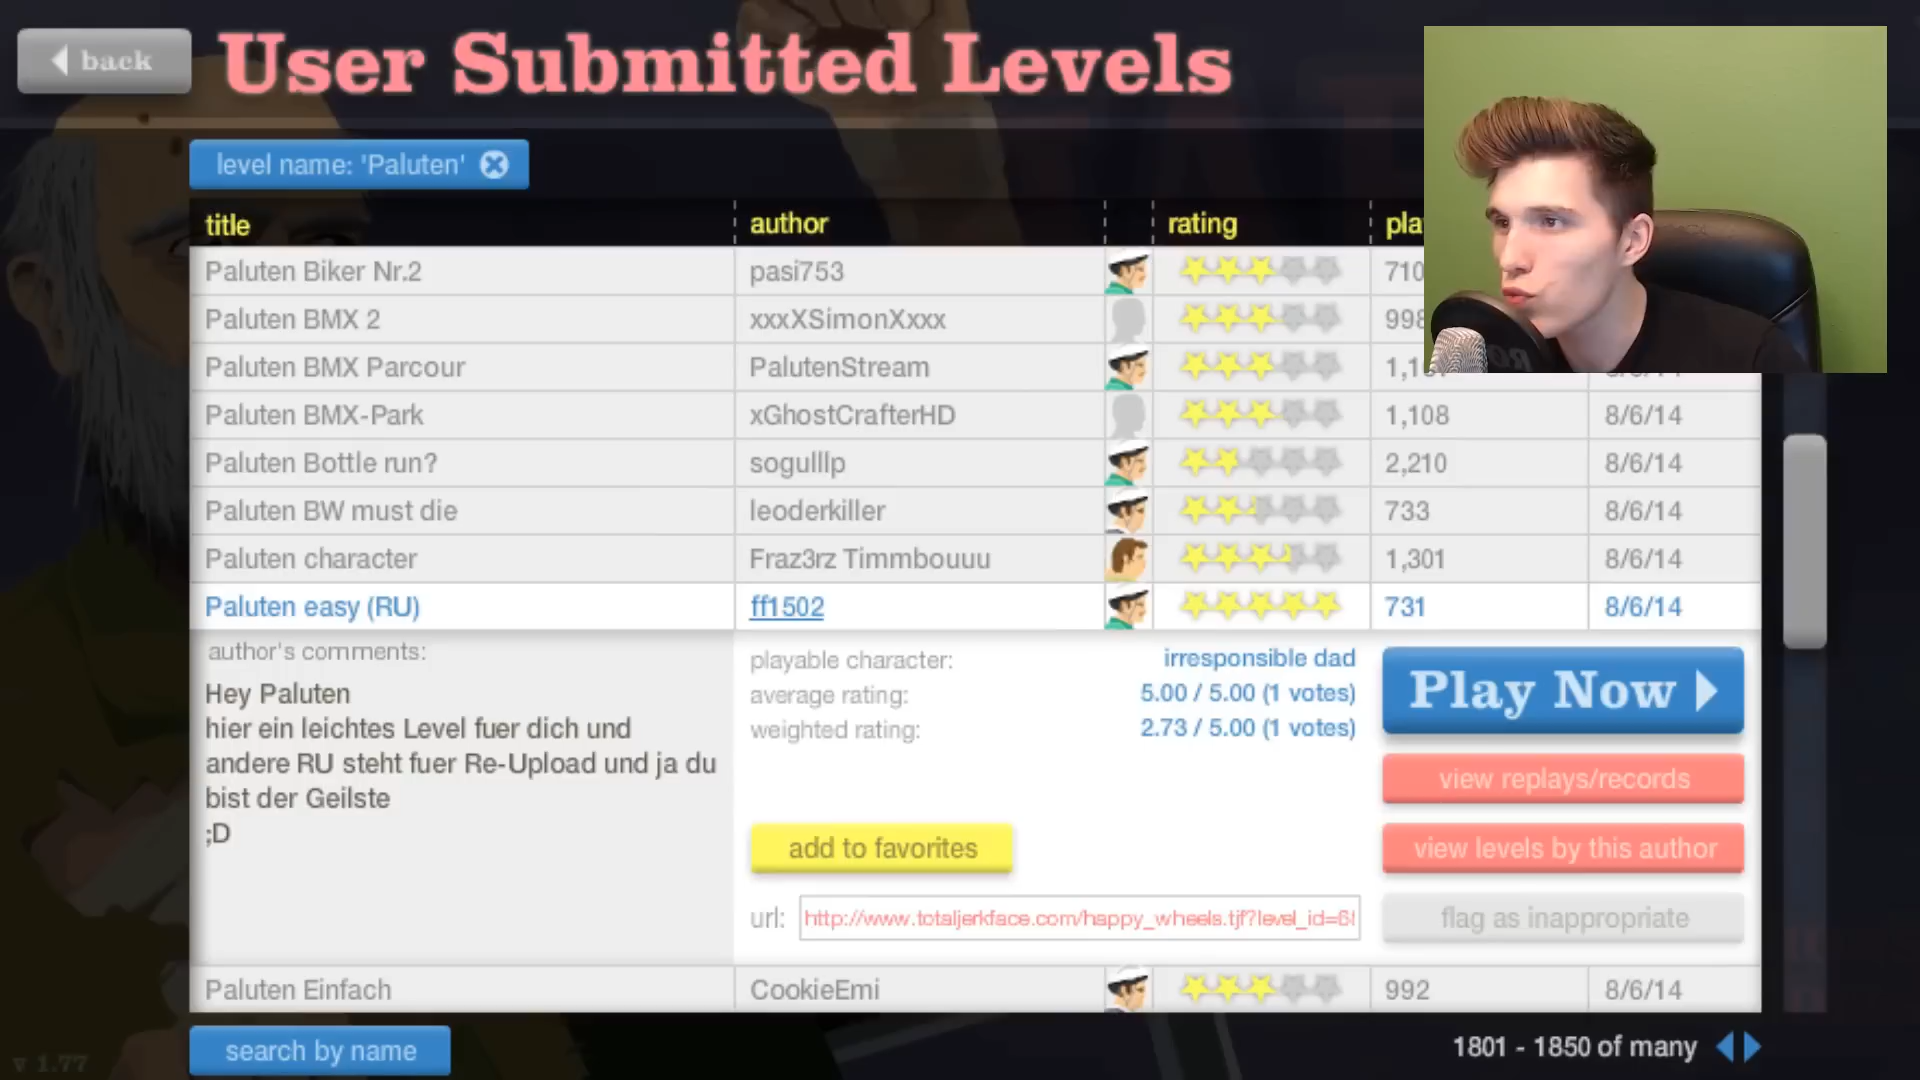 back
User Submitted Levels
level name: 'Paluten'
title author rating
Paluten Biker Nr.2 pasi753 710
Paluten BMX 2 xxxXSimonXxxx 998
Paluten BMX Parcour PalutenStream
Paluten BMX-Park xGhostCrafterHD 1,108 8/6/14
Paluten Bottle run? sogulllp 2,210 8/6/14
Paluten BW must die leoderkiller 733 8/6/14
Paluten character Fraz3rz Timmbouuu 1,301 8/6/14
Paluten easy (RU) ff1502 731 8/6/14
author's comments:
Hey Paluten
hier ein leichtes Level fuer dich und
andere RU steht fuer Re-Upload und ja du
bist der Geilste
;D
playable character: irresponsible dad
average rating: 5.00 / 5.00 (1 votes)
weighted rating: 2.73 / 5.00 (1 votes)
add to favorites
url: http://www.totaljerkface.com/happy_wheels.tjf?level_id=6
Play Now
view replays/records
view levels by this author
flag as inappropriate
Paluten Einfach CookieEmi 992 8/6/14
search by name
1801 - 1850 of many
v 1.77